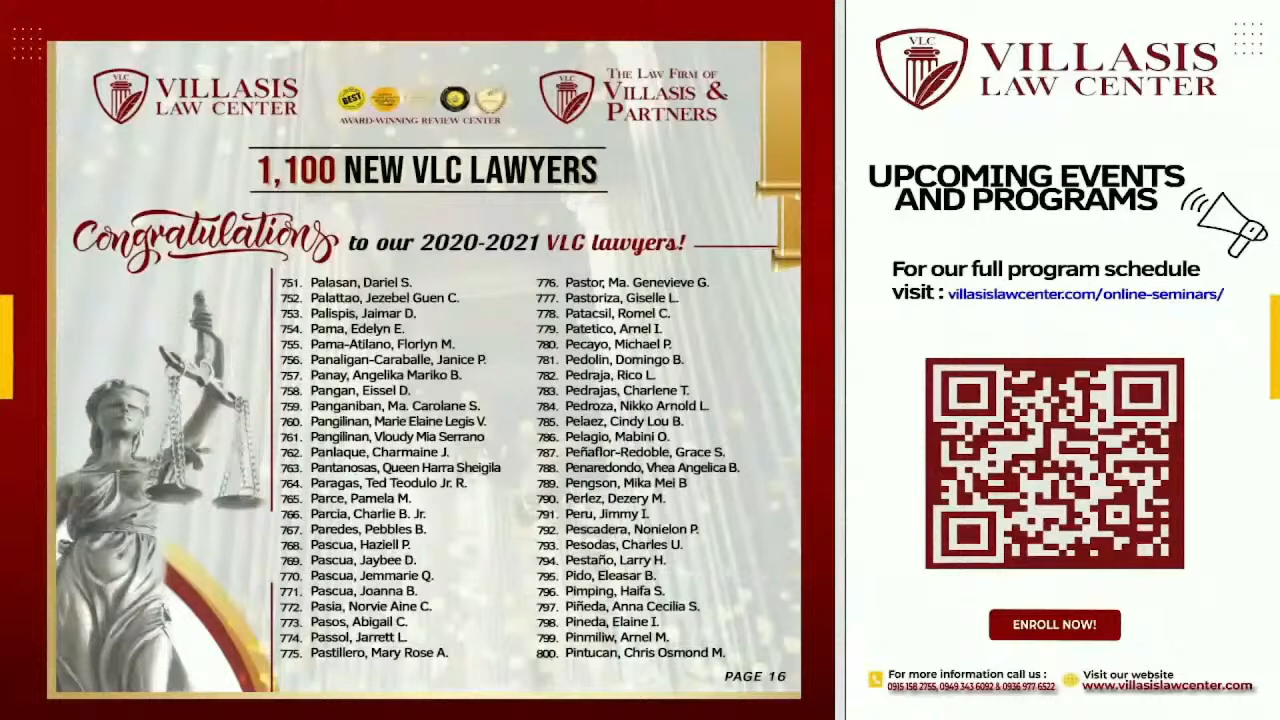 VLC
VILLASIS
LAW CENTER
BEST
AWARD-WINNING REVIEW CENTER
VLC
THE LAW FIRM OF
VILLASIS &
PARTNERS
1,100 NEW VLC LAWYERS
Congratulations to our 2020-2021 VLC lawyers!
751. Palasan, Dariel S.
752. Palattao, Jezebel Guen C.
753. Palispis, Jaimar D.
754. Pama, Edelyn E.
755. Pama-Atilano, Florlyn M.
756. Panaligan-Caraballe, Janice P.
757. Panay, Angelika Mariko B.
758. Pangan, Eissel D.
759. Panganiban, Ma. Carolane S.
760. Pangilinan, Marie Elaine Legis V.
761. Pangilinan, Vloudy Mia Serrano
762. Panlaque, Charmaine J.
763. Pantanosas, Queen Harra Sheigila
764. Paragas, Ted Teodulo Jr. R.
765. Parce, Pamela M.
766. Parcia, Charlie B. Jr.
767. Paredes, Pebbles B.
768. Pascua, Haziell P.
769. Pascua, Jaybee D.
770. Pascua, Jemmarie Q.
771. Pascua, Joanna B.
772. Pasia, Norvie Aine C.
773. Pasos, Abigail C.
774. Passol, Jarrett L.
775. Pastillero, Mary Rose A.
776. Pastor, Ma. Genevieve G.
777. Pastoriza, Giselle L.
778. Patacsil, Romel C.
779. Patetico, Arnel I.
780. Pecayo, Michael P.
781. Pedolin, Domingo B.
782. Pedraja, Rico L.
783. Pedrajas, Charlene T.
784. Pedroza, Nikko Arnold L.
785. Pelaez, Cindy Lou B.
786. Pelagio, Mabini O.
787. Peñaflor-Redoble, Grace S.
788. Penaredondo, Vhea Angelica B.
789. Pengson, Mika Mei B
790. Perlez, Dezery M.
791. Peru, Jimmy I.
792. Pescadera, Nonielon P.
793. Pesodas, Charles U.
794. Pestaño, Larry H.
795. Pido, Eleasar B.
796. Pimping, Haifa S.
797. Piñeda, Anna Cecilia S.
798. Pineda, Elaine I.
799. Pinmiliw, Arnel M.
800. Pintucan, Chris Osmond M.
PAGE 16
VLC
VILLASIS
LAW CENTER
UPCOMING EVENTS
AND PROGRAMS
For our full program schedule
visit : villasislawcenter.com/online-seminars/
ENROLL NOW!
For more information call us :
0915 158 2755, 0949 343 6092 & 0936 977 6522
Visit our website
www.villasislawcenter.com